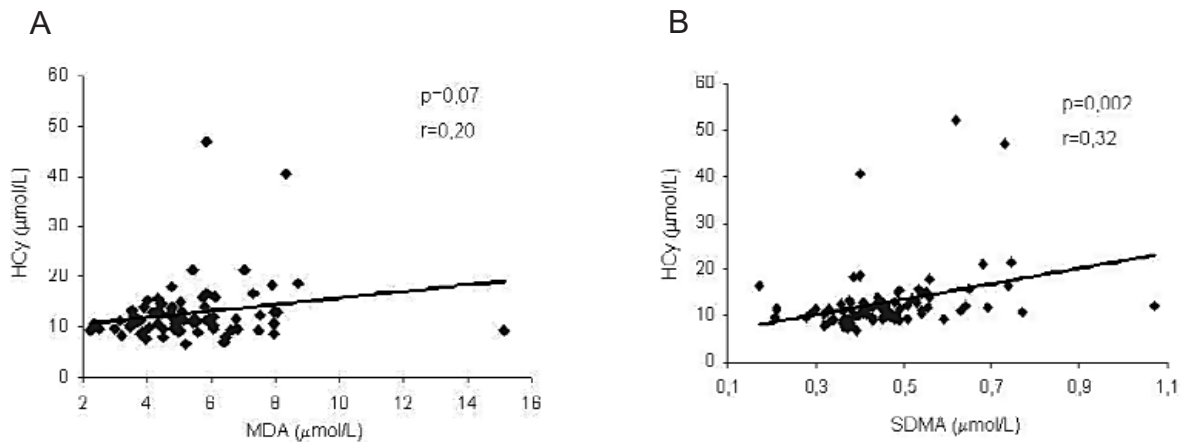 A
60
50
40
30
20
10
0
HCy (µmol/L)
p=0,07
r=0,20
2 4 6 8 10 12 14 16
MDA (µmol/L)
B
60
50
40
30
20
10
0
HCy (µmol/L)
p=0,002
r=0,32
0,1 0,3 0,5 0,7 0,9 1,1
SDMA (µmol/L)